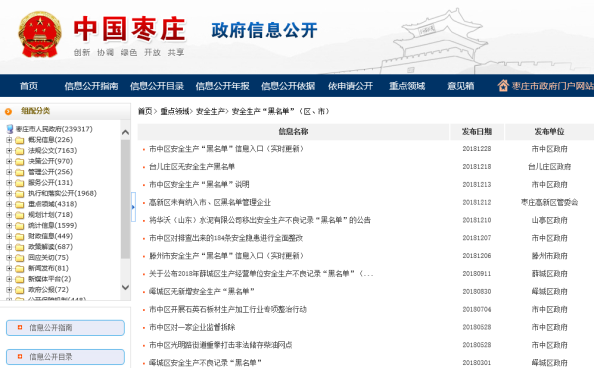 中国枣庄 政府信息公开
创新 协调 绿色 开放 共享
首页 信息公开指南 信息公开目录 信息公开年报 信息公开依据 依申请公开 重点领域 意见箱 枣庄市政府门户网站
细配分类
首页> 重点领域> 安全生产> 安全生产“黑名单”（区、市）
枣庄市人民政府(239317)
概况信息(226)
法规公文(7163)
决策公开(970)
管理公开(256)
服务公开(131)
执行和落实公开(1968)
重点领域(4318)
规划计划(718)
统计信息(1599)
财政信息(449)
政策解读(687)
回应关切(75)
新闻发布(81)
新媒体平台(2)
政府公报(72)
公开保障机制(448)
信息公开指南
信息公开目录
信息名称 发布日期 发布单位
市中区安全生产“黑名单”信息入口（实时更新） 20181228 市中区政府
台儿庄区无安全生产黑名单 20181218 台儿庄区政府
市中区安全生产“黑名单”说明 20181213 市中区政府
高新区未有纳入市、区黑名单管理企业 20181212 枣庄高新区管委会
将华沃（山东）水泥有限公司移出安全生产不良记录“黑名单”的公告 20181210 山亭区政府
市中区对排查出来的184条安全隐患进行全面整改 20181207 市中区政府
滕州市安全生产“黑名单”信息入口（实时更新） 20181206 滕州市政府
关于公布2018年薛城区生产经营单位安全生产不良记录“黑名单”（... 20180911 薛城区政府
峄城区无新增安全生产“黑名单” 20180830 峄城区政府
市中区开展石英石板材生产加工行业专项整治行动 20180704 市中区政府
市中区对一家企业监督拆除 20180528 市中区政府
市中区光明路街道重拳打击非法储存柴油网点 20180528 市中区政府
峄城区安全生产不良记录“黑名单” 20180301 峄城区政府